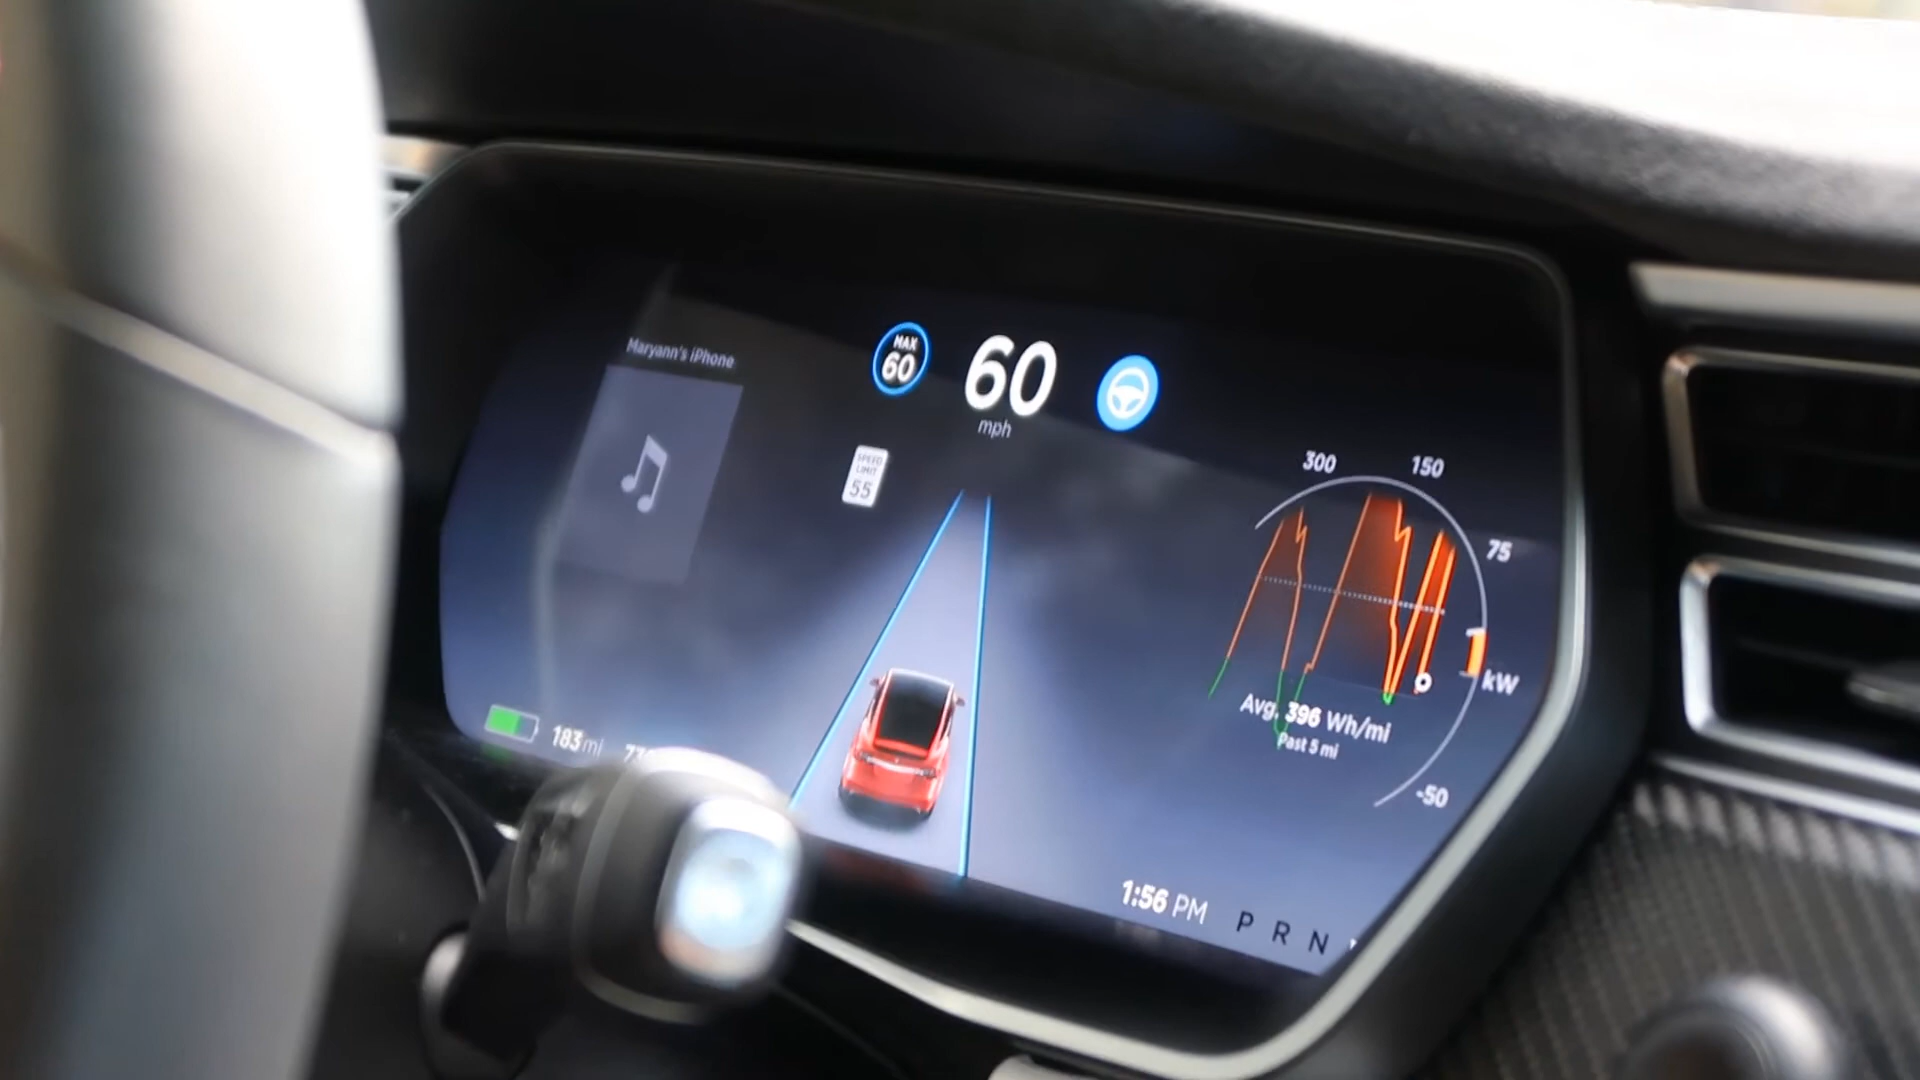 Maryann's iPhone
MAX
60
60
mph
SPEED
LIMIT
55
300
150
75
kW
-50
Avg. 396 Wh/mi
Past 5 mi
183 mi
1:56 PM
P R N